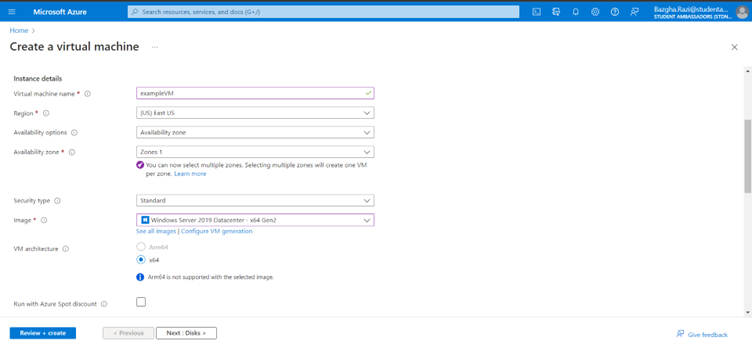 Microsoft Azure
Search resources, services, and docs (G+/)
Bazgha.Razi@studenta...
STUDENT AMBASSADORS (STDN...
Home >
Create a virtual machine ...
Instance details
Virtual machine name *
exampleVM
Region *
(US) East US
Availability options
Availability zone
Availability zone *
Zones 1
You can now select multiple zones. Selecting multiple zones will create one VM
per zone. Learn more
Security type
Standard
Image *
Windows Server 2019 Datacenter - x64 Gen2
See all images | Configure VM generation
VM architecture
Arm64
x64
Arm64 is not supported with the selected image.
Run with Azure Spot discount
Review + create
< Previous
Next : Disks >
Give feedback